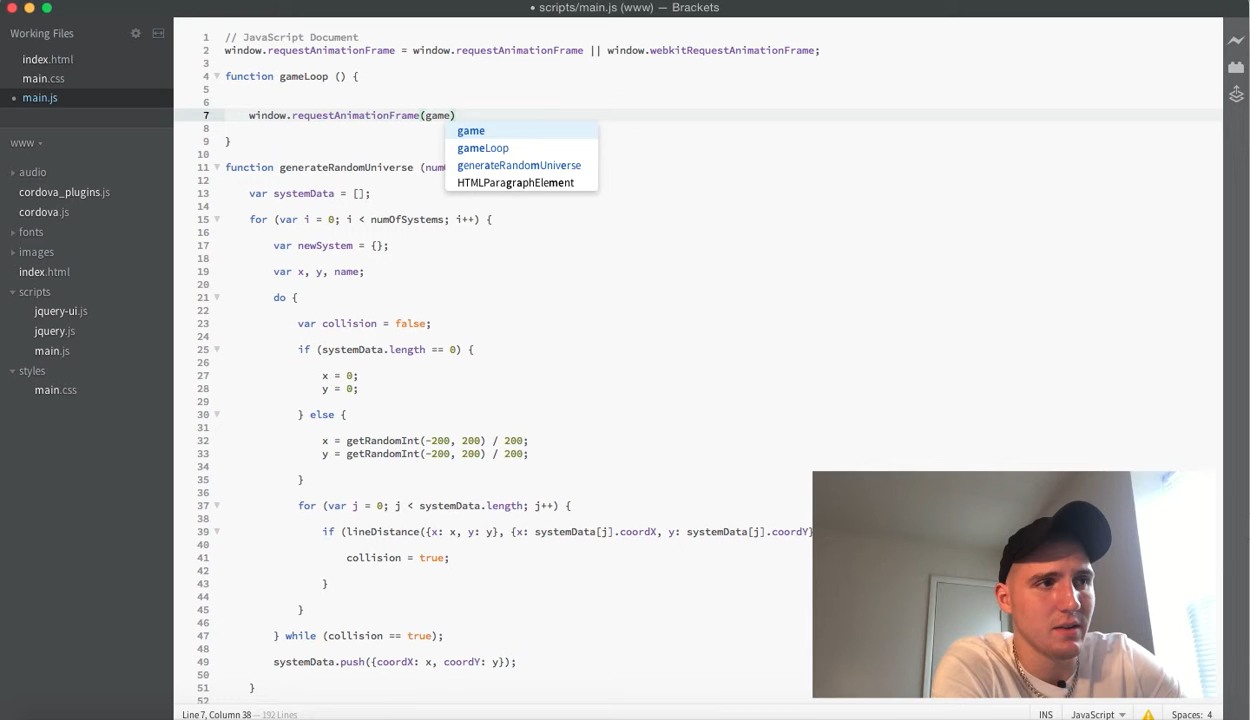 scripts/main.js (www) — Brackets
Working Files
index.html
main.css
main.js
www
audio
cordova_plugins.js
cordova.js
fonts
images
index.html
scripts
jquery-ui.js
jquery.js
main.js
styles
main.css
1 // JavaScript Document
2 window.requestAnimationFrame = window.requestAnimationFrame || window.webkitRequestAnimationFrame;
3
4 function gameLoop () {
5
6
7 window.requestAnimationFrame(game)
game
gameLoop
generateRandomUniverse
HTMLParagraphElement
8
9 }
10
11 function generateRandomUniverse (num
12
13 var systemData = [];
14
15 for (var i = 0; i < numOfSystems; i++) {
16
17 var newSystem = {};
18
19 var x, y, name;
20
21 do {
22
23 var collision = false;
24
25 if (systemData.length == 0) {
26
27 x = 0;
28 y = 0;
29
30 } else {
31
32 x = getRandomInt(-200, 200) / 200;
33 y = getRandomInt(-200, 200) / 200;
34
35 }
36
37 for (var j = 0; j < systemData.length; j++) {
38
39 if (lineDistance({x: x, y: y}, {x: systemData[j].coordX, y: systemData[j].coordY}
40
41 collision = true;
42
43 }
44
45 }
46
47 } while (collision == true);
48
49 systemData.push({coordX: x, coordY: y});
50
51 }
52
Line 7, Column 38 — 192 Lines
INS
JavaScript
Spaces: 4